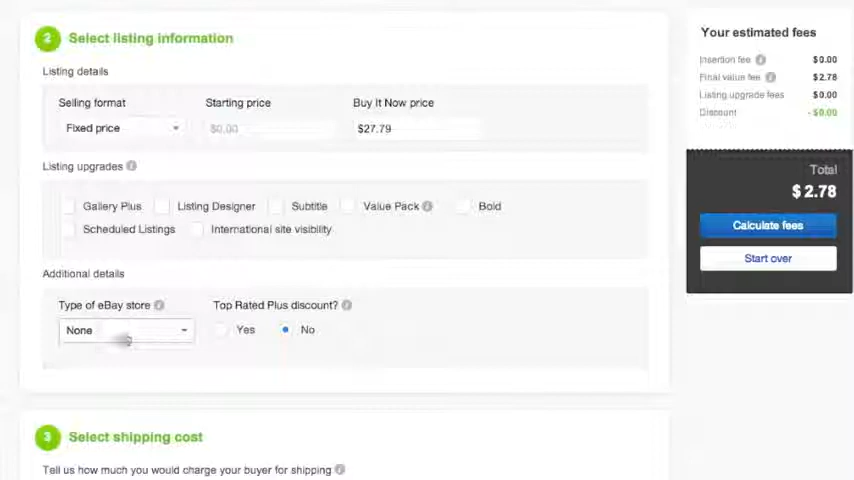 2 Select listing information
Listing details
Selling format Starting price Buy It Now price
Fixed price $0.00 $27.79
Listing upgrades
Gallery Plus Listing Designer Subtitle Value Pack Bold
Scheduled Listings International site visibility
Additional details
Type of eBay store Top Rated Plus discount?
None Yes No
3 Select shipping cost
Tell us how much you would charge your buyer for shipping
Your estimated fees
Insertion fee $0.00
Final value fee $2.78
Listing upgrade fees $0.00
Discount - $0.00
Total
$ 2.78
Calculate fees
Start over